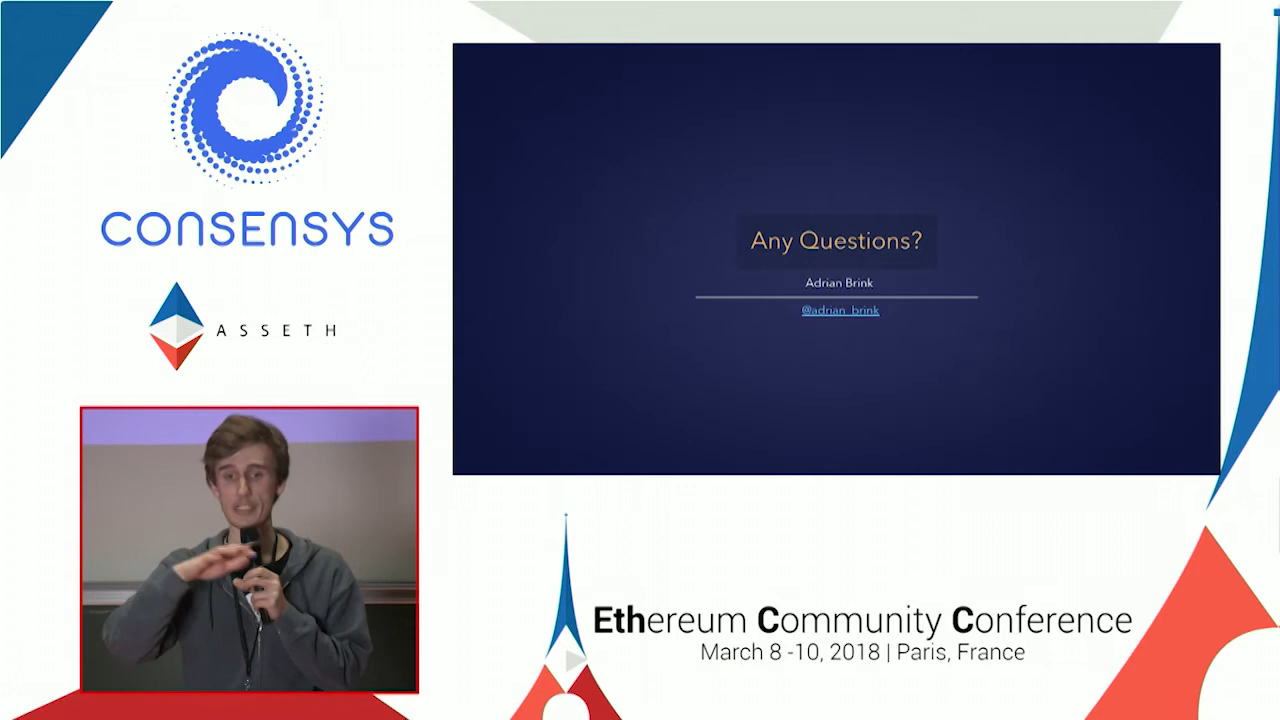 CONSENSYS
ASSETH
Any Questions?
Adrian Brink
@adrian_brink
Ethereum Community Conference
March 8 -10, 2018 | Paris, France